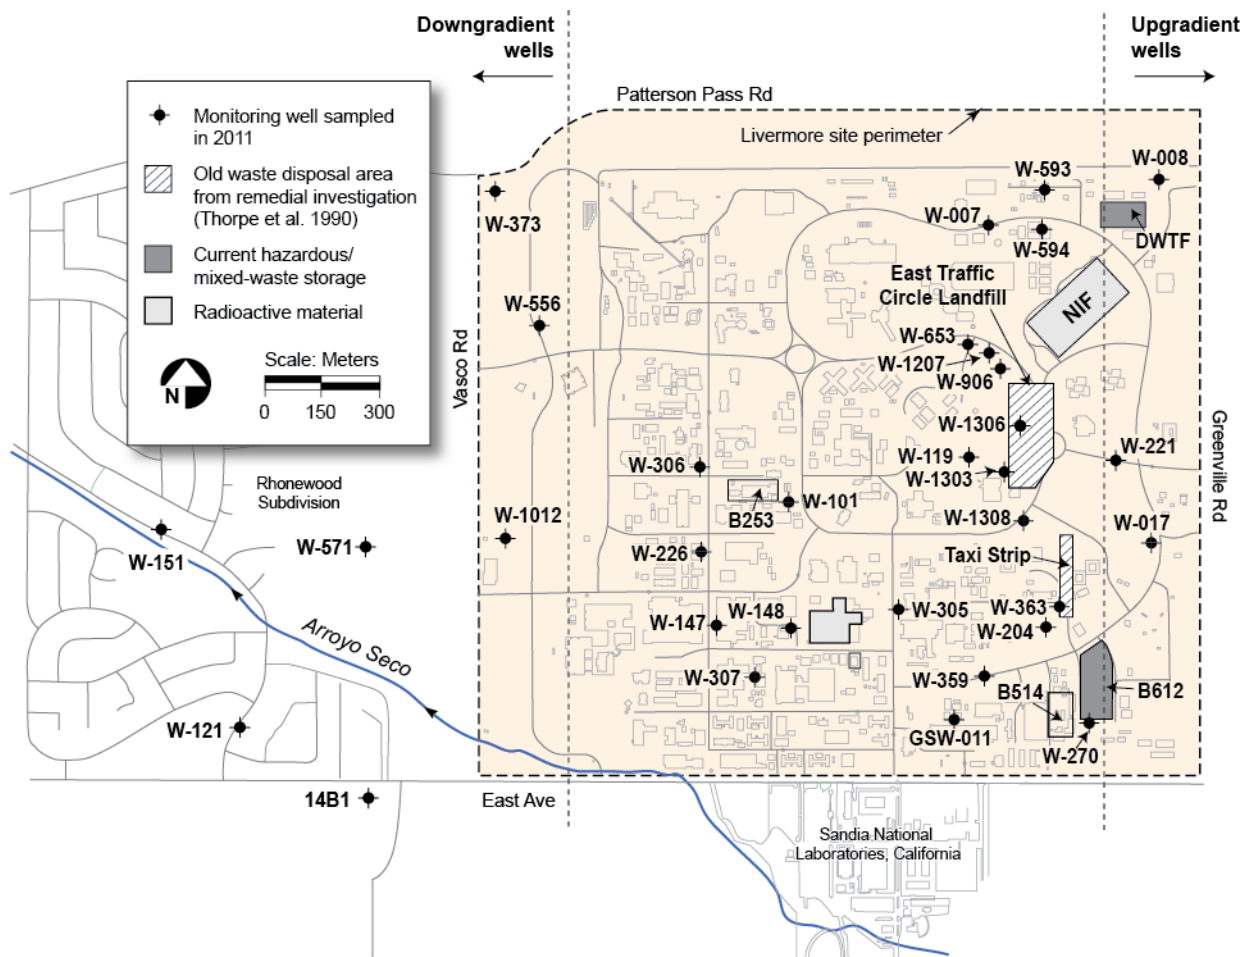 Downgradient
wells
Upgradient
wells
Patterson Pass Rd
Livermore site perimeter
Monitoring well sampled
in 2011
Old waste disposal area
from remedial investigation
(Thorpe et al. 1990)
Current hazardous/
mixed-waste storage
Radioactive material
N
Scale: Meters
0 150 300
W-373
W-593
W-008
W-007
W-594
DWTF
East Traffic
Circle Landfill
NIF
W-556
Vasco Rd
W-653
W-1207
W-906
W-1306
W-306
W-119
W-1303
W-221
Greenville Rd
Rhonewood
Subdivision
B253
W-101
W-1012
W-1308
W-017
W-151
W-571
W-226
Taxi Strip
W-147
W-148
W-305
W-363
W-204
Arroyo Seco
W-307
W-359
B514
B612
W-121
GSW-011
W-270
14B1
East Ave
Sandia National
Laboratories, California